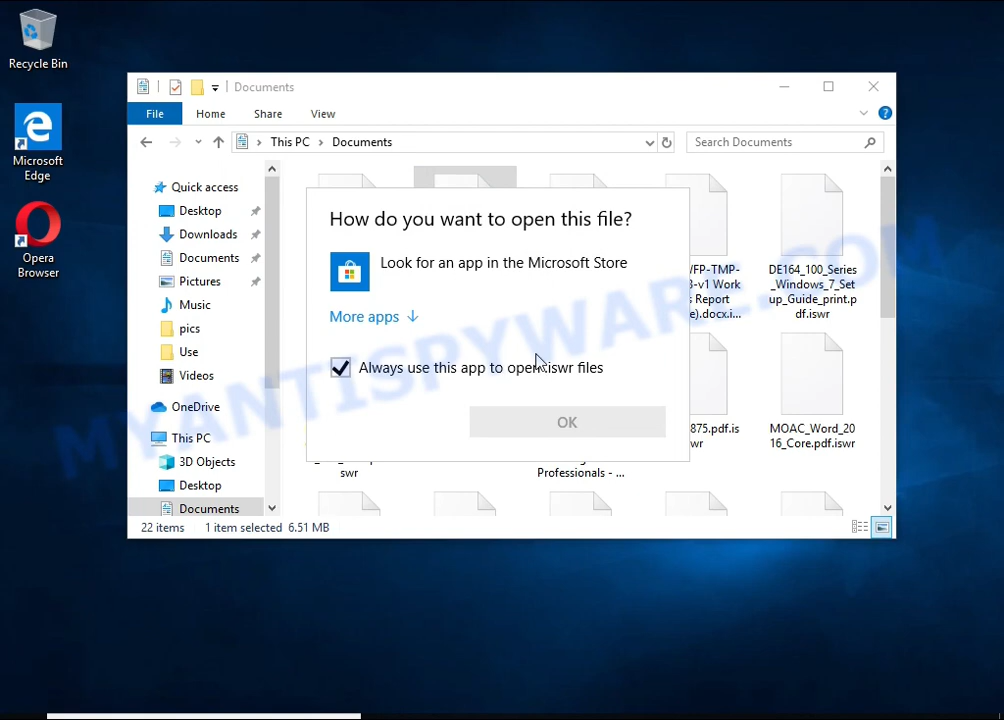 Recycle Bin
Microsoft
Edge
Opera
Browser
Documents
File Home Share View
This PC Documents
Search Documents
Quick access
Desktop
Downloads
Documents
Pictures
Music
pics
Use
Videos
OneDrive
This PC
3D Objects
Desktop
Documents
How do you want to open this file?
Look for an app in the Microsoft Store
More apps
Always use this app to open .iswr files
OK
/FP-TMP-
3-v1 Work
s Report
e).docx.i...
DE164_100_Series
_Windows_7_Set
up_Guide_print.p
df.iswr
875.pdf.is
wr
MOAC_Word_20
16_Core.pdf.iswr
swr
Professionals - ...
22 items 1 item selected 6.51 MB
MYANTISPYWARE.COM